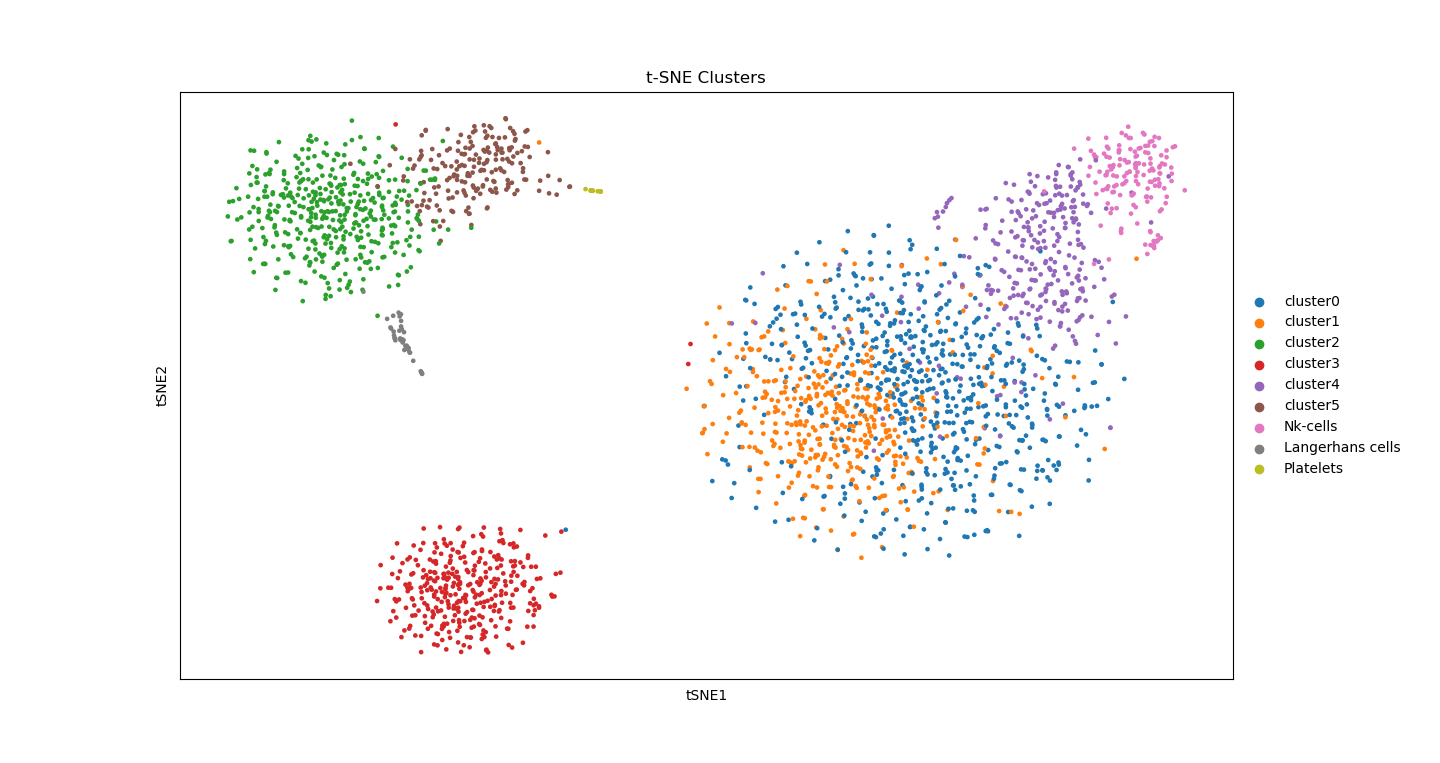 t-SNE Clusters
tSNE2
tSNE1
cluster0
cluster1
cluster2
cluster3
cluster4
cluster5
Nk-cells
Langerhans cells
Platelets